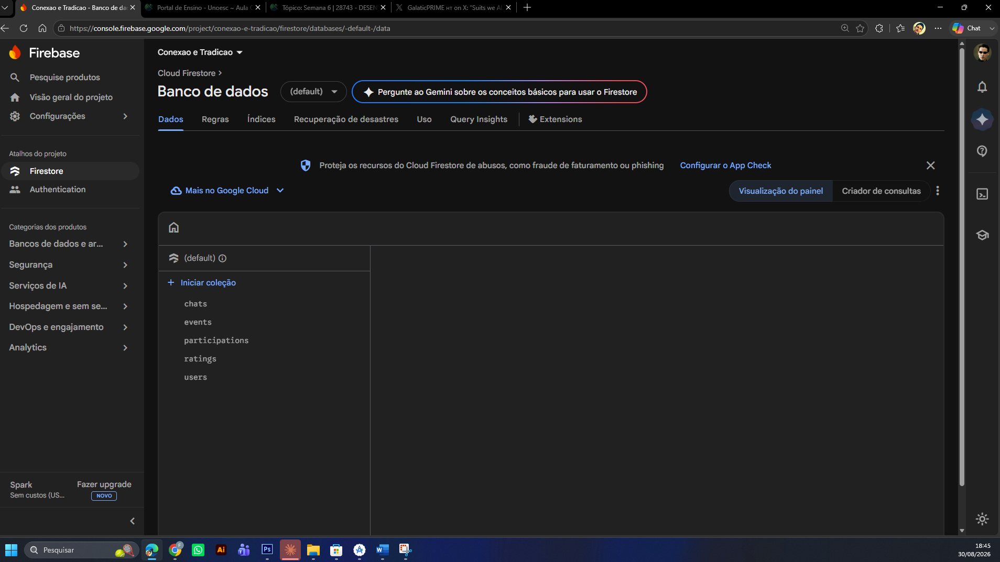 Conexao e Tradicao - Banco de da
Portal de Ensino - Unoesc ~ Aula
Tópico: Semana 6 | 28743 - DESEN
GalaticPRIME ʜᴛ on X: "Suits we A
https://console.firebase.google.com/project/conexao-e-tradicao/firestore/databases/-default-/data
Chat
Firebase
Pesquise produtos
Visão geral do projeto
Configurações
Atalhos do projeto
Firestore
Authentication
Categorias dos produtos
Bancos de dados e ar...
Segurança
Serviços de IA
Hospedagem e sem se...
DevOps e engajamento
Analytics
Spark
Sem custos (US...
Fazer upgrade
NOVO
Conexao e Tradicao
Cloud Firestore
Banco de dados
(default)
Pergunte ao Gemini sobre os conceitos básicos para usar o Firestore
Dados
Regras
Índices
Recuperação de desastres
Uso
Query Insights
Extensions
Proteja os recursos do Cloud Firestore de abusos, como fraude de faturamento ou phishing
Configurar o App Check
Mais no Google Cloud
Visualização do painel
Criador de consultas
(default)
Iniciar coleção
chats
events
participations
ratings
users
Pesquisar
F
Ai
Ps
18:45
30/08/2026